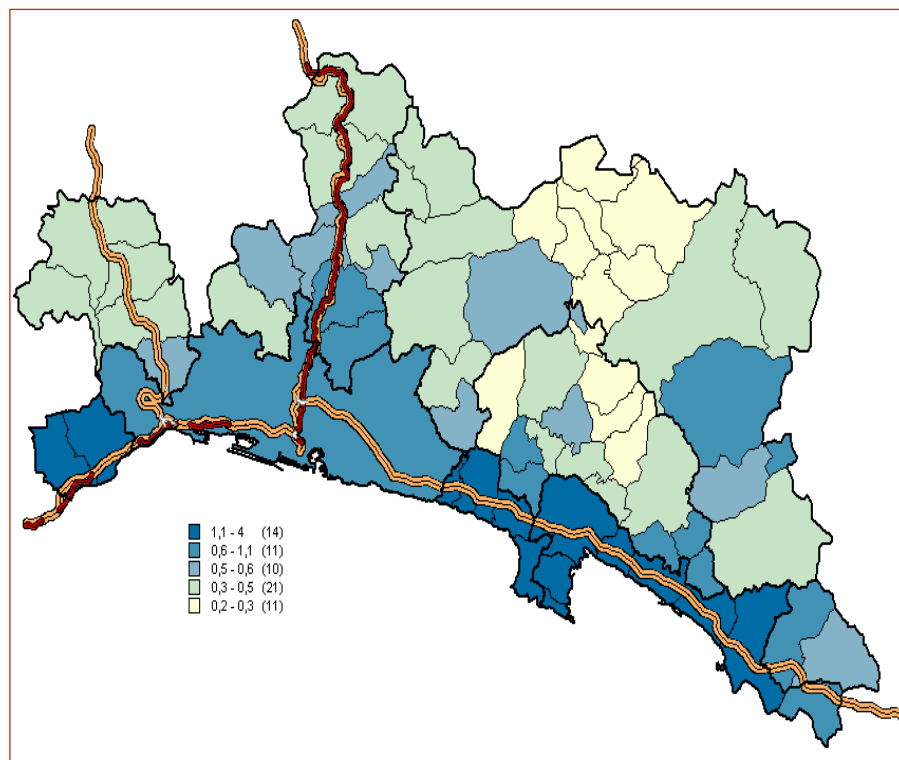 1,1 - 4 (14)
0,6 - 1,1 (11)
0,5 - 0,6 (10)
0,3 - 0,5 (21)
0,2 - 0,3 (11)